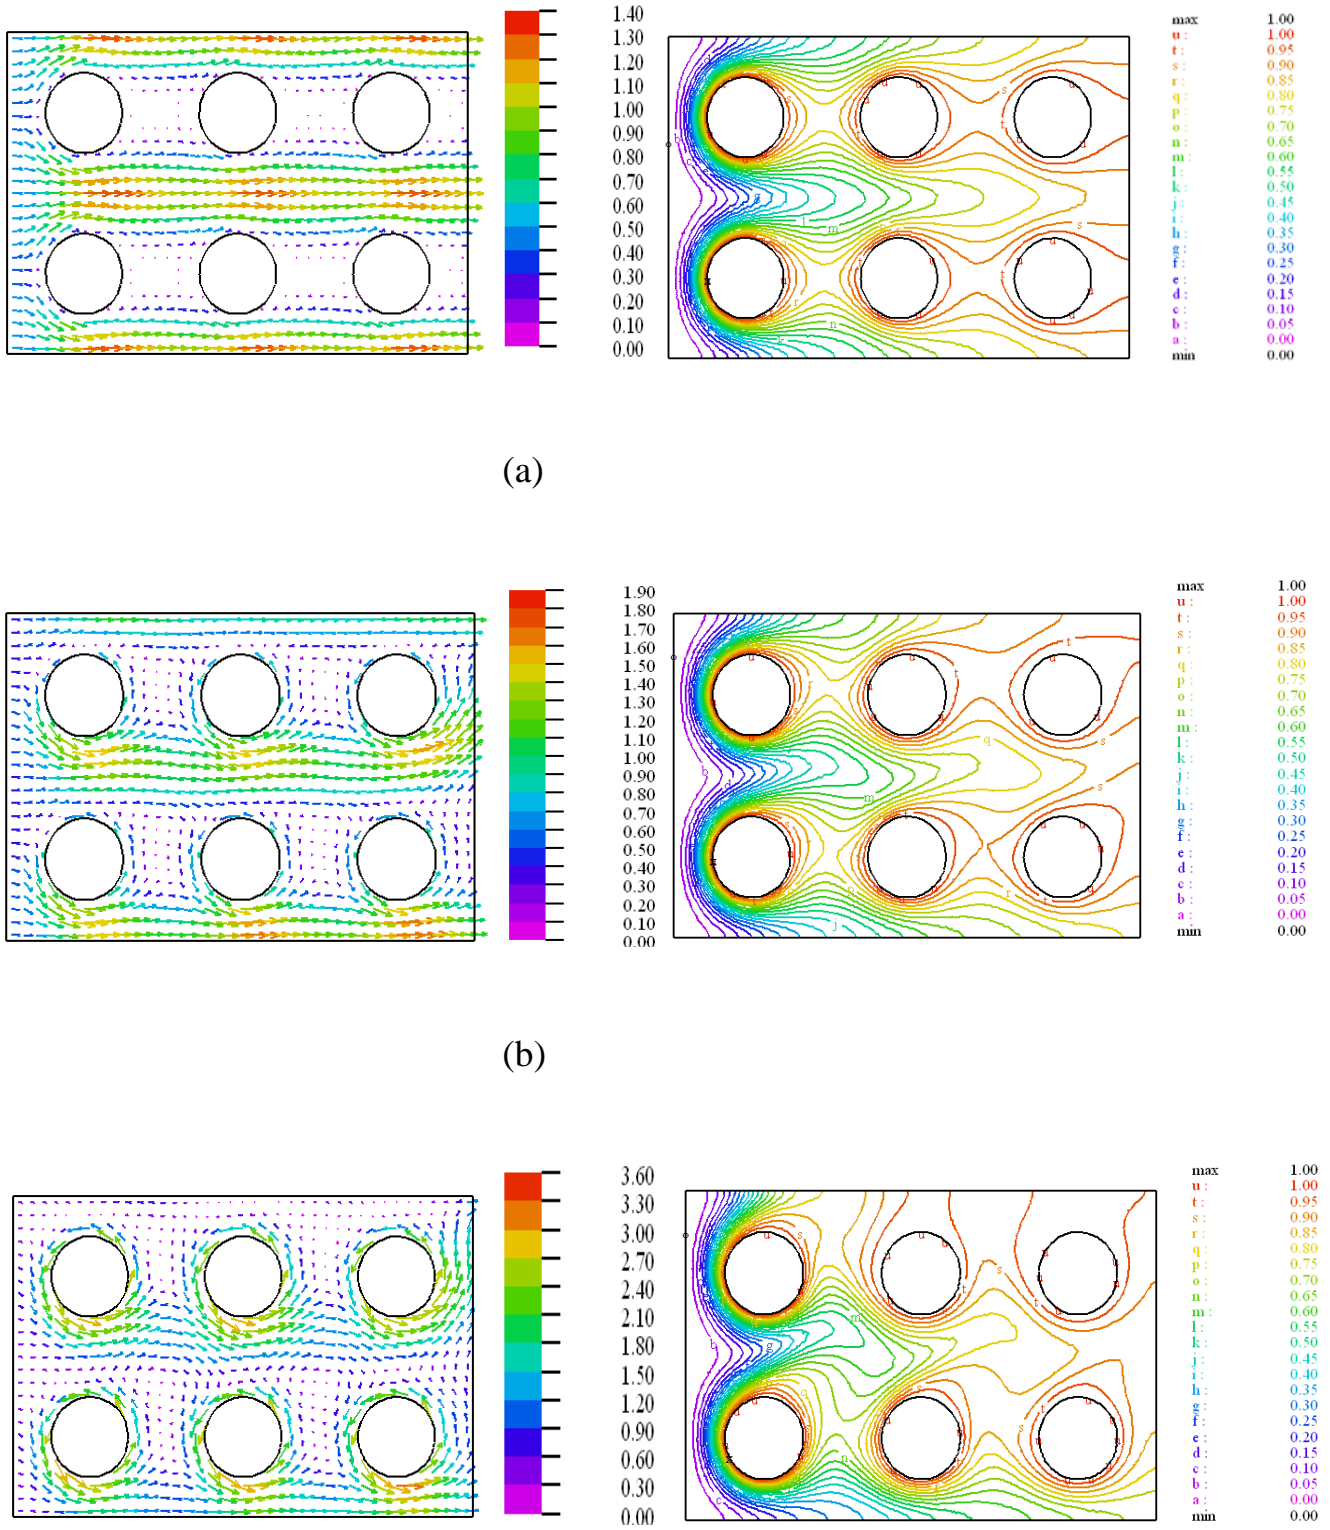 1.40
1.30
1.20
1.10
1.00
0.90
0.80
0.70
0.60
0.50
0.40
0.30
0.20
0.10
0.00
max 1.00
u : 1.00
t : 0.95
s : 0.90
r : 0.85
q : 0.80
p : 0.75
o : 0.70
n : 0.65
m : 0.60
l : 0.55
k : 0.50
j : 0.45
i : 0.40
h : 0.35
g : 0.30
f : 0.25
e : 0.20
d : 0.15
c : 0.10
b : 0.05
a : 0.00
min 0.00
(a)
1.90
1.80
1.70
1.60
1.50
1.40
1.30
1.20
1.10
1.00
0.90
0.80
0.70
0.60
0.50
0.40
0.30
0.20
0.10
0.00
max 1.00
u : 1.00
t : 0.95
s : 0.90
r : 0.85
q : 0.80
p : 0.75
o : 0.70
n : 0.65
m : 0.60
l : 0.55
k : 0.50
j : 0.45
i : 0.40
h : 0.35
g : 0.30
f : 0.25
e : 0.20
d : 0.15
c : 0.10
b : 0.05
a : 0.00
min 0.00
(b)
3.60
3.30
3.00
2.70
2.40
2.10
1.80
1.50
1.20
0.90
0.60
0.30
0.00
max 1.00
u : 1.00
t : 0.95
s : 0.90
r : 0.85
q : 0.80
p : 0.75
o : 0.70
n : 0.65
m : 0.60
l : 0.55
k : 0.50
j : 0.45
i : 0.40
h : 0.35
g : 0.30
f : 0.25
e : 0.20
d : 0.15
c : 0.10
b : 0.05
a : 0.00
min 0.00